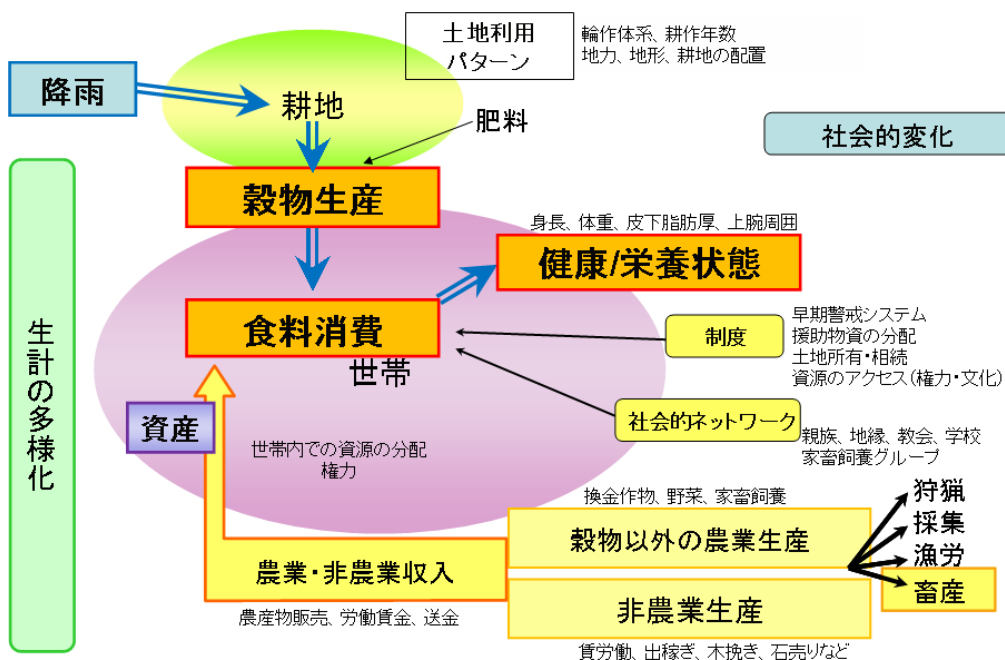 土地利用
パターン
輪作体系、耕作年数
地力、地形、耕地の配置
降雨
耕地
肥料
社会的変化
穀物生産
身長、体重、皮下脂肪厚、上腕周囲
健康/栄養状態
食料消費
世帯
制度
早期警戒システム
援助物資の分配
土地所有・相続
資源のアクセス(権力・文化)
社会的ネットワーク
親族、地縁、教会、学校
家畜飼養グループ
生計の多様化
資産
世帯内での資源の分配
権力
換金作物、野菜、家畜飼養
穀物以外の農業生産
狩猟
採集
漁労
畜産
農業・非農業収入
農産物販売、労働賃金、送金
非農業生産
賃労働、出稼ぎ、木挽き、石売りなど